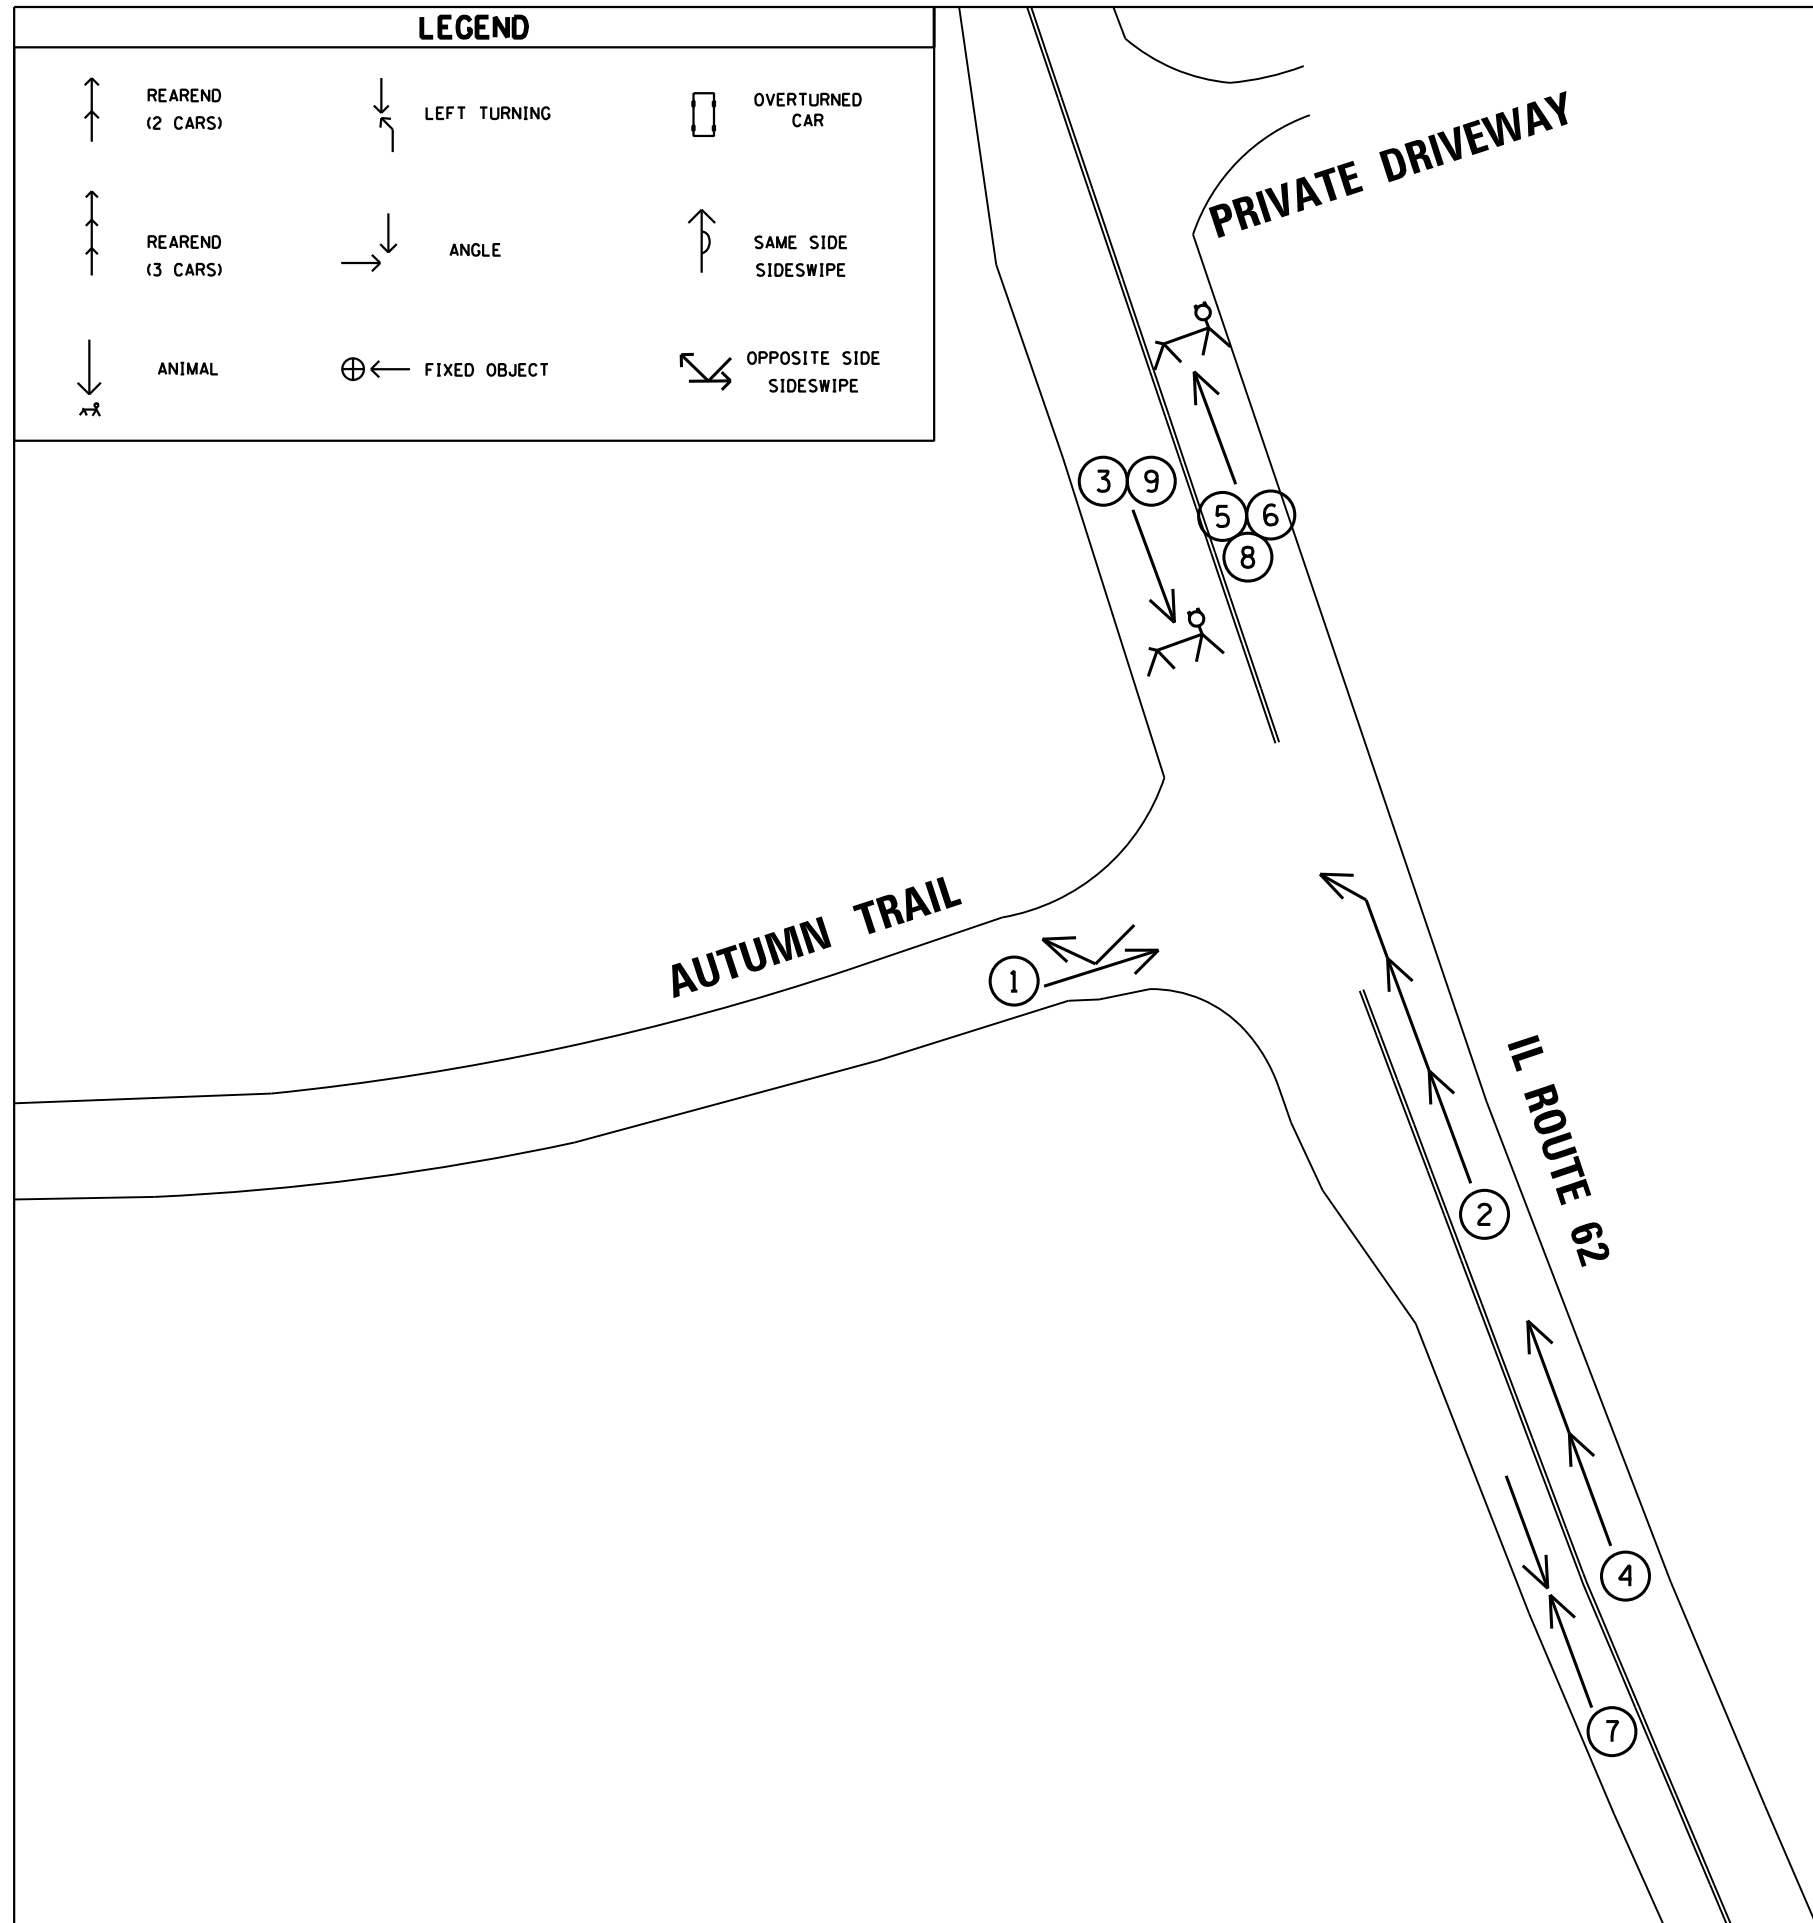 LEGEND
REAREND
(2 CARS)
LEFT TURNING
OVERTURNED
CAR
REAREND
(3 CARS)
ANGLE
SAME SIDE
SIDESWIPE
ANIMAL
FIXED OBJECT
OPPOSITE SIDE
SIDESWIPE
PRIVATE DRIVEWAY
3 9
5 6
8
AUTUMN TRAIL
1
IL ROUTE 62
2
4
7